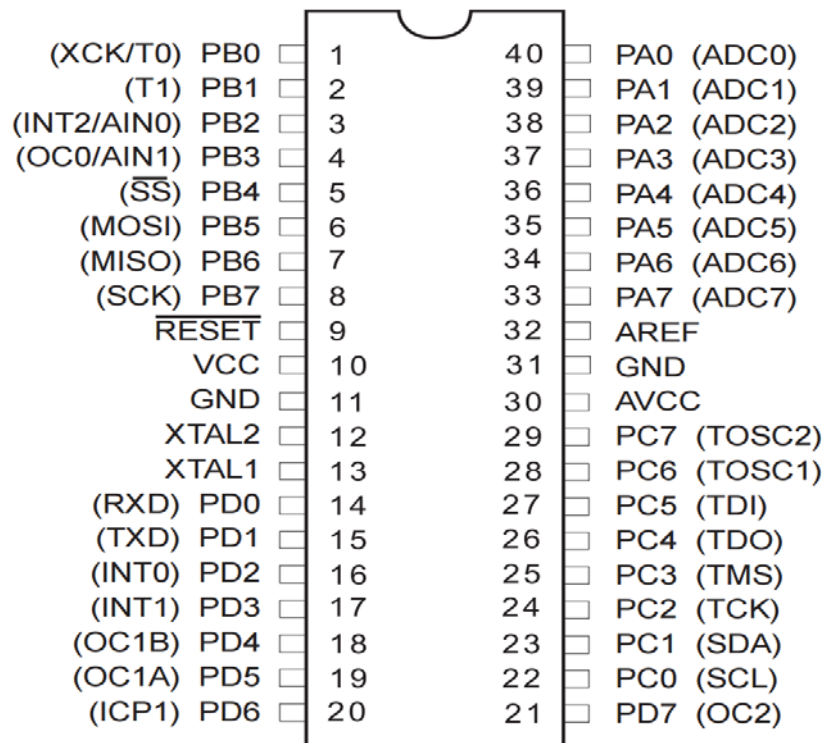 (XCK/T0) PB0 1 40 PA0 (ADC0)
(T1) PB1 2 39 PA1 (ADC1)
(INT2/AIN0) PB2 3 38 PA2 (ADC2)
(OC0/AIN1) PB3 4 37 PA3 (ADC3)
(S̅S̅) PB4 5 36 PA4 (ADC4)
(MOSI) PB5 6 35 PA5 (ADC5)
(MISO) PB6 7 34 PA6 (ADC6)
(SCK) PB7 8 33 PA7 (ADC7)
R̅E̅S̅E̅T̅ 9 32 AREF
VCC 10 31 GND
GND 11 30 AVCC
XTAL2 12 29 PC7 (TOSC2)
XTAL1 13 28 PC6 (TOSC1)
(RXD) PD0 14 27 PC5 (TDI)
(TXD) PD1 15 26 PC4 (TDO)
(INT0) PD2 16 25 PC3 (TMS)
(INT1) PD3 17 24 PC2 (TCK)
(OC1B) PD4 18 23 PC1 (SDA)
(OC1A) PD5 19 22 PC0 (SCL)
(ICP1) PD6 20 21 PD7 (OC2)